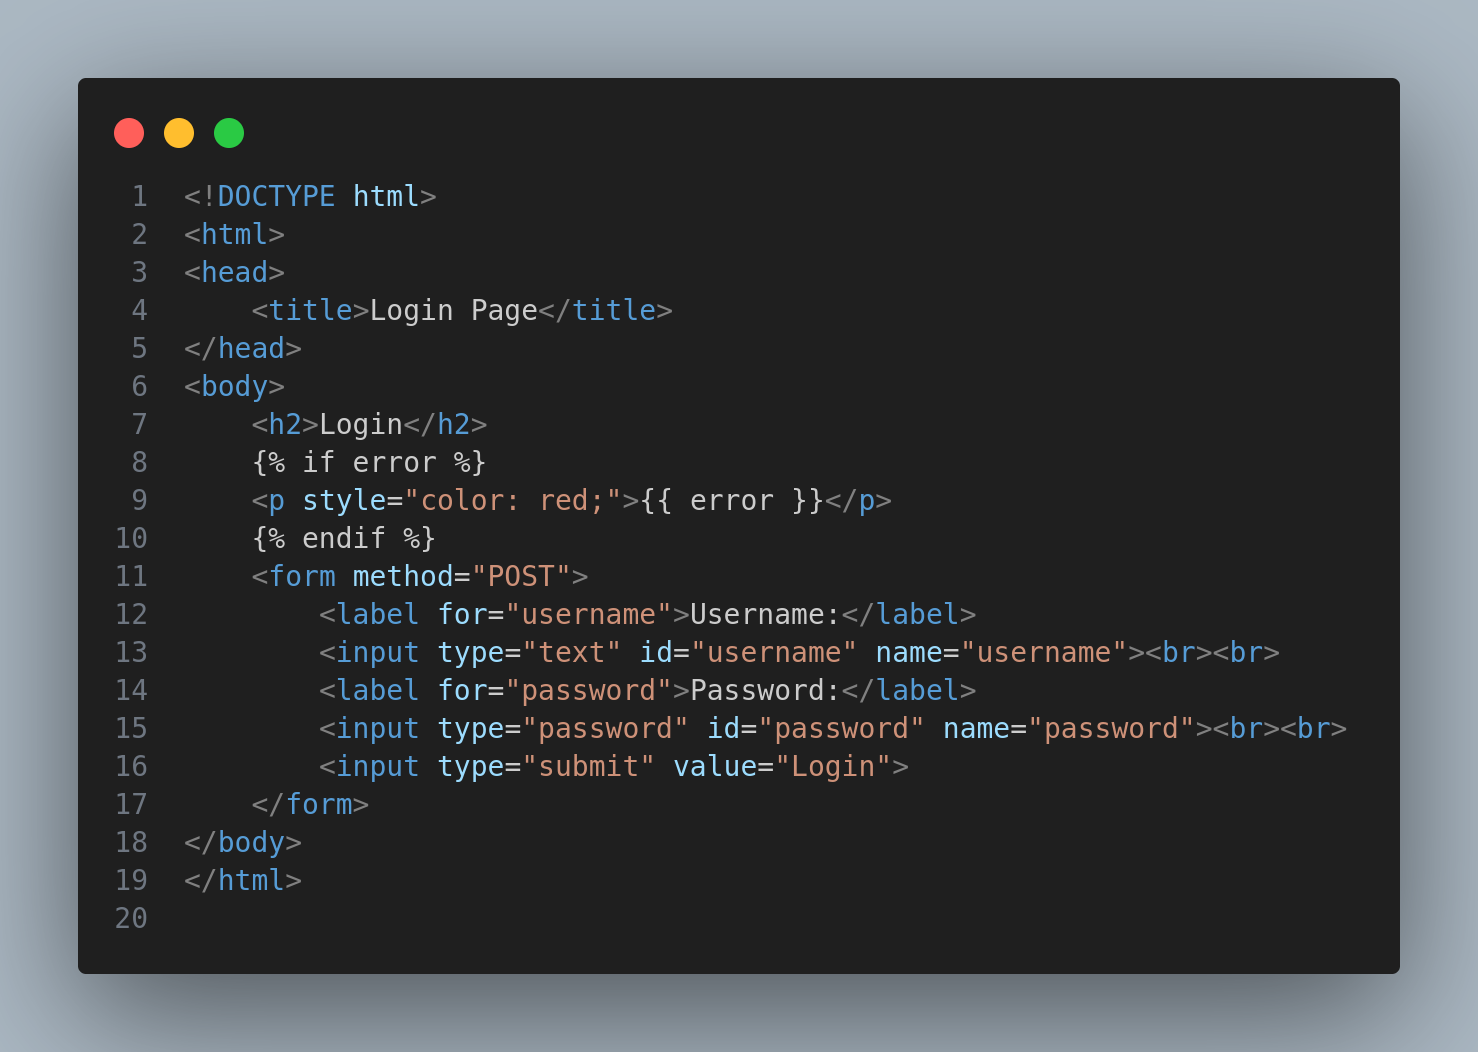 1 <!DOCTYPE html>
2 <html>
3 <head>
4     <title>Login Page</title>
5 </head>
6 <body>
7     <h2>Login</h2>
8     {% if error %}
9     <p style="color: red;">{{ error }}</p>
10     {% endif %}
11     <form method="POST">
12         <label for="username">Username:</label>
13         <input type="text" id="username" name="username"><br><br>
14         <label for="password">Password:</label>
15         <input type="password" id="password" name="password"><br><br>
16         <input type="submit" value="Login">
17     </form>
18 </body>
19 </html>
20